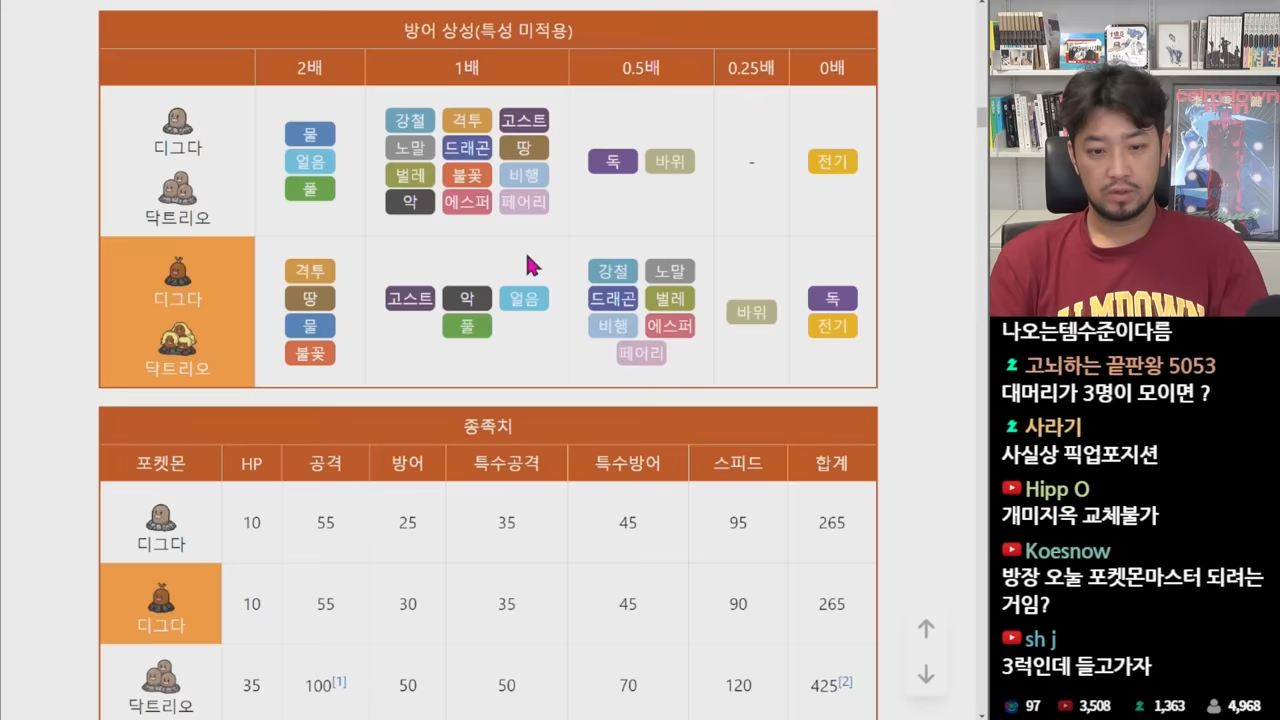 방어 상성(특성 미적용)
2배 1배 0.5배 0.25배 0배
디그다
닥트리오
물
얼음
풀
강철 격투 고스트
노말 드래곤 땅
벌레 불꽃 비행
악 에스퍼 페어리
독 바위
-
전기
디그다
닥트리오
격투
땅
물
불꽃
고스트 악 얼음
풀
강철 노말
드래곤 벌레
비행 에스퍼
페어리
바위
독
전기
종족치
포켓몬 HP 공격 방어 특수공격 특수방어 스피드 합계
디그다 10 55 25 35 45 95 265
디그다 10 55 30 35 45 90 265
닥트리오 35 100[1] 50 50 70 120 425[2]
calmdown
CALMDOWN
나오는템수준이다름
고뇌하는 끝판왕 5053
대머리가 3명이 모이면 ?
사라기
사실상 픽업포지션
Hipp O
개미지옥 교체불가
Koesnow
방장 오눌 포켓몬마스터 되려는
거임?
sh j
3럭인데 들고가자
97 3,508 1,363 4,968